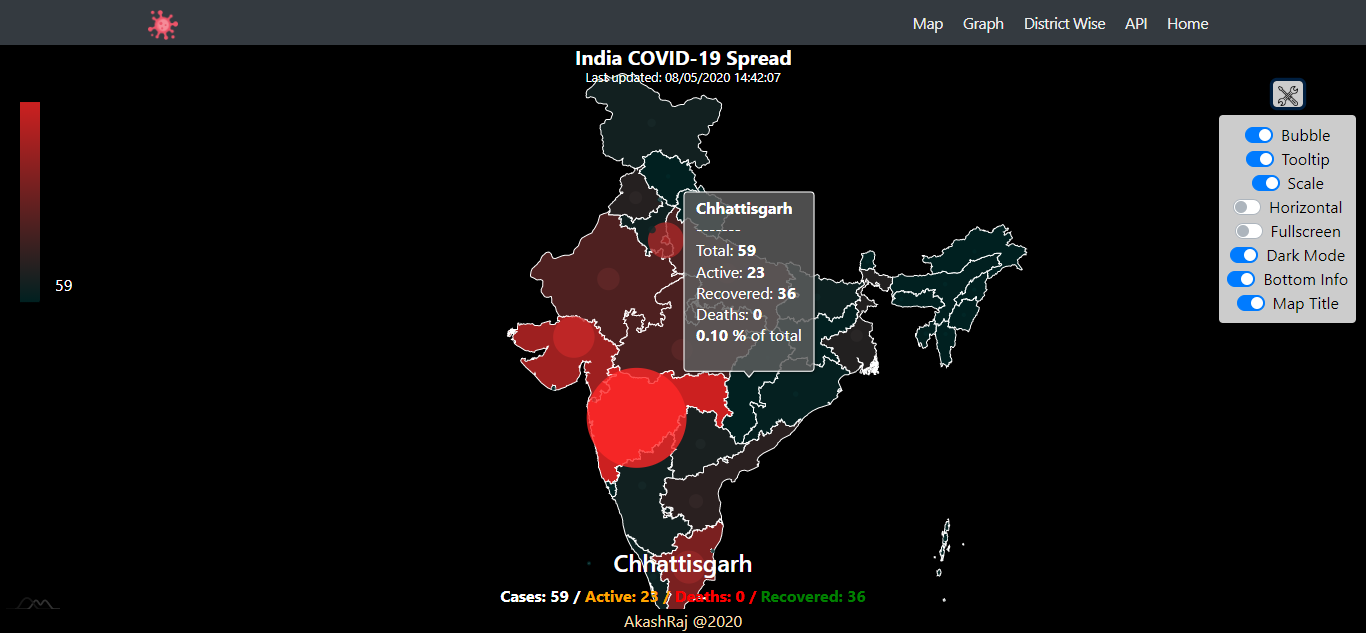 Map Graph District Wise API Home
India COVID-19 Spread
Last updated: 08/05/2020 14:42:07
Bubble
Tooltip
Scale
Horizontal
Fullscreen
Dark Mode
Bottom Info
Map Title
Chhattisgarh
-------
Total: 59
Active: 23
Recovered: 36
Deaths: 0
0.10 % of total
59
Chhattisgarh
Cases: 59 / Active: 23 / Deaths: 0 / Recovered: 36
AkashRaj @2020